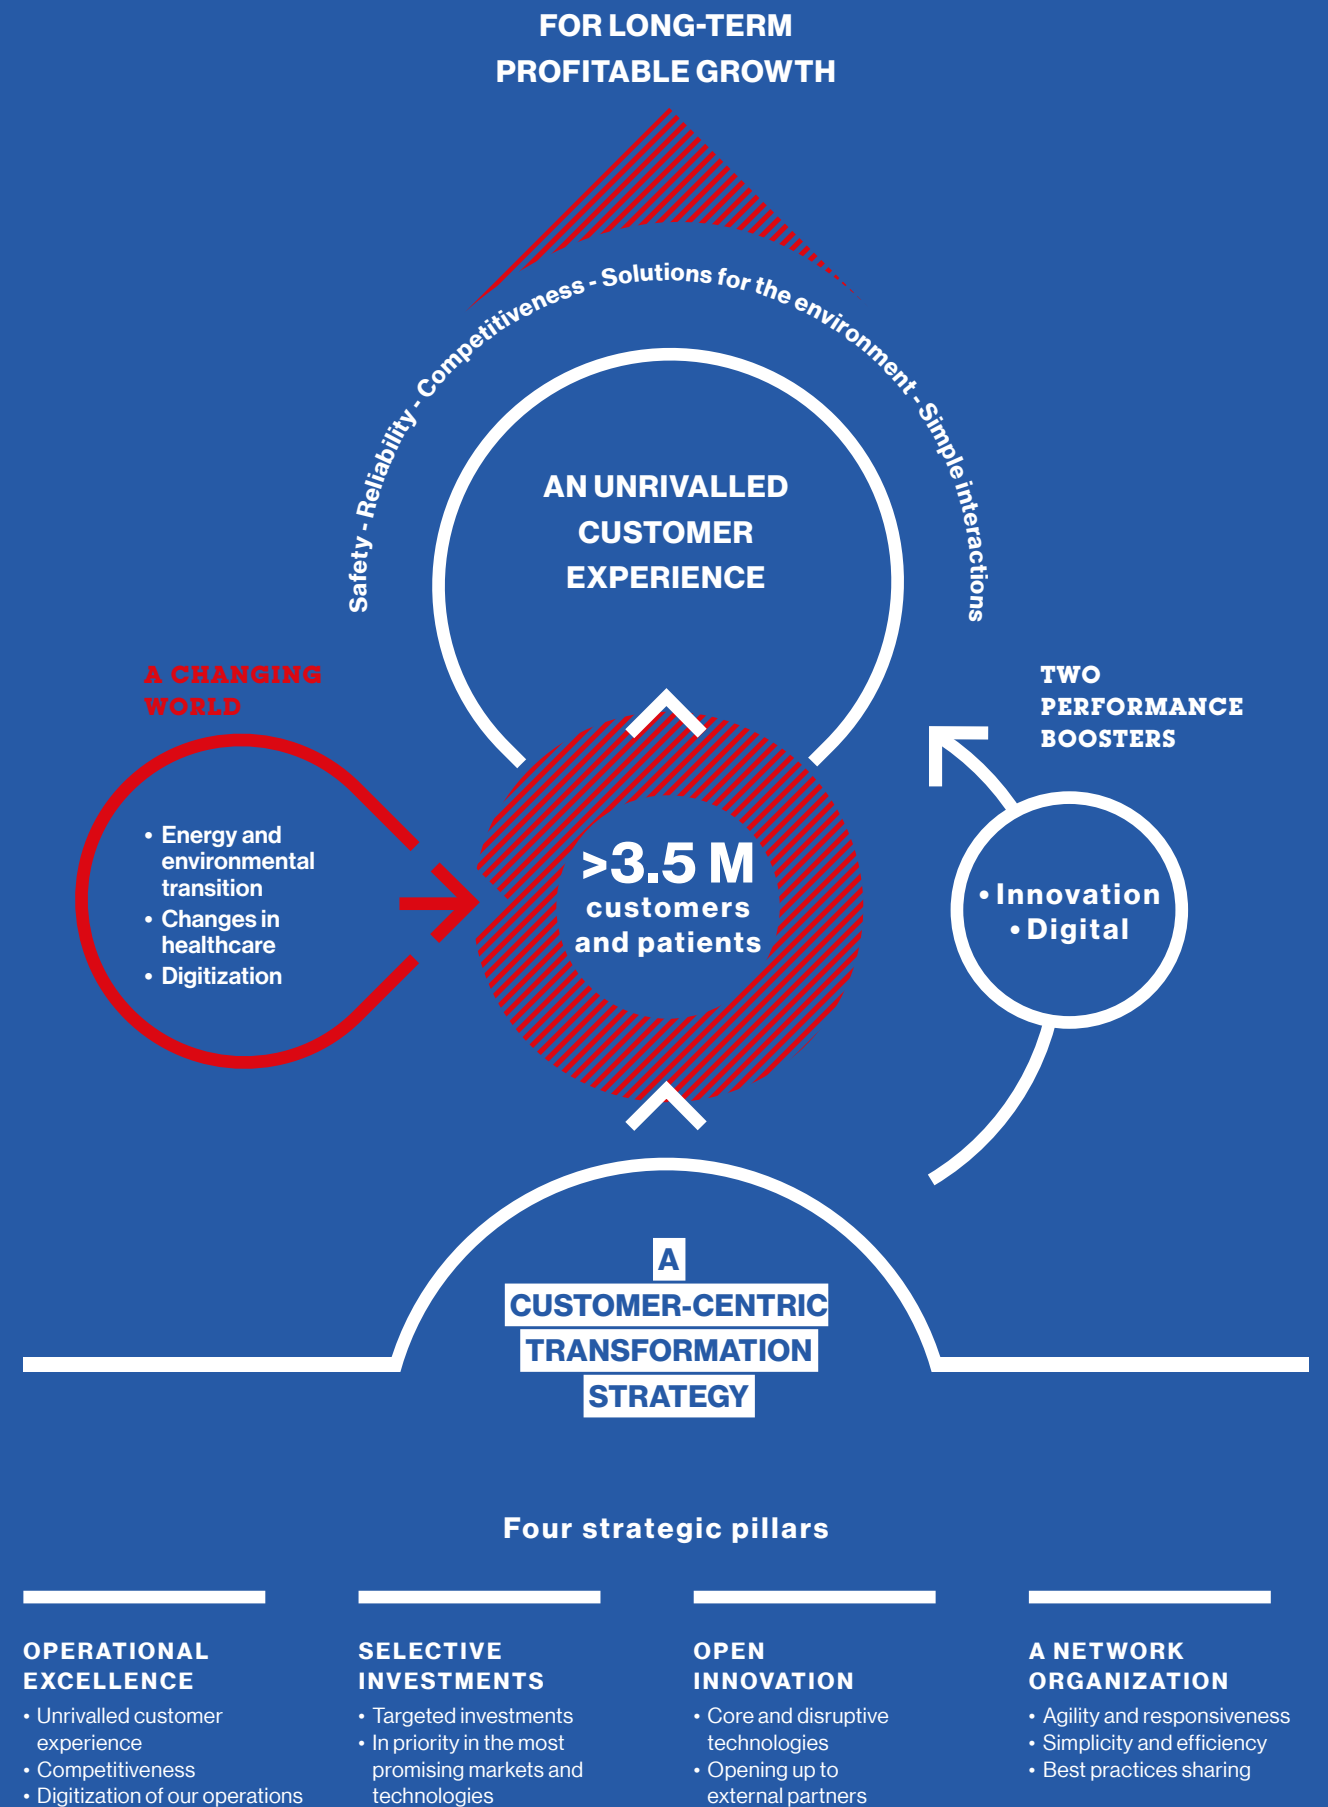 FOR LONG-TERM
PROFITABLE GROWTH
Safety - Reliability - Competitiveness - Solutions for the environment - Simple interactions
AN UNRIVALLED
CUSTOMER
EXPERIENCE
A CHANGING
WORLD
• Energy and
environmental
transition
• Changes in
healthcare
• Digitization
>3.5 M
customers
and patients
TWO
PERFORMANCE
BOOSTERS
• Innovation
• Digital
A
CUSTOMER-CENTRIC
TRANSFORMATION
STRATEGY
Four strategic pillars
OPERATIONAL
EXCELLENCE
• Unrivalled customer
experience
• Competitiveness
• Digitization of our operations
SELECTIVE
INVESTMENTS
• Targeted investments
• In priority in the most
promising markets and
technologies
OPEN
INNOVATION
• Core and disruptive
technologies
• Opening up to
external partners
A NETWORK
ORGANIZATION
• Agility and responsiveness
• Simplicity and efficiency
• Best practices sharing